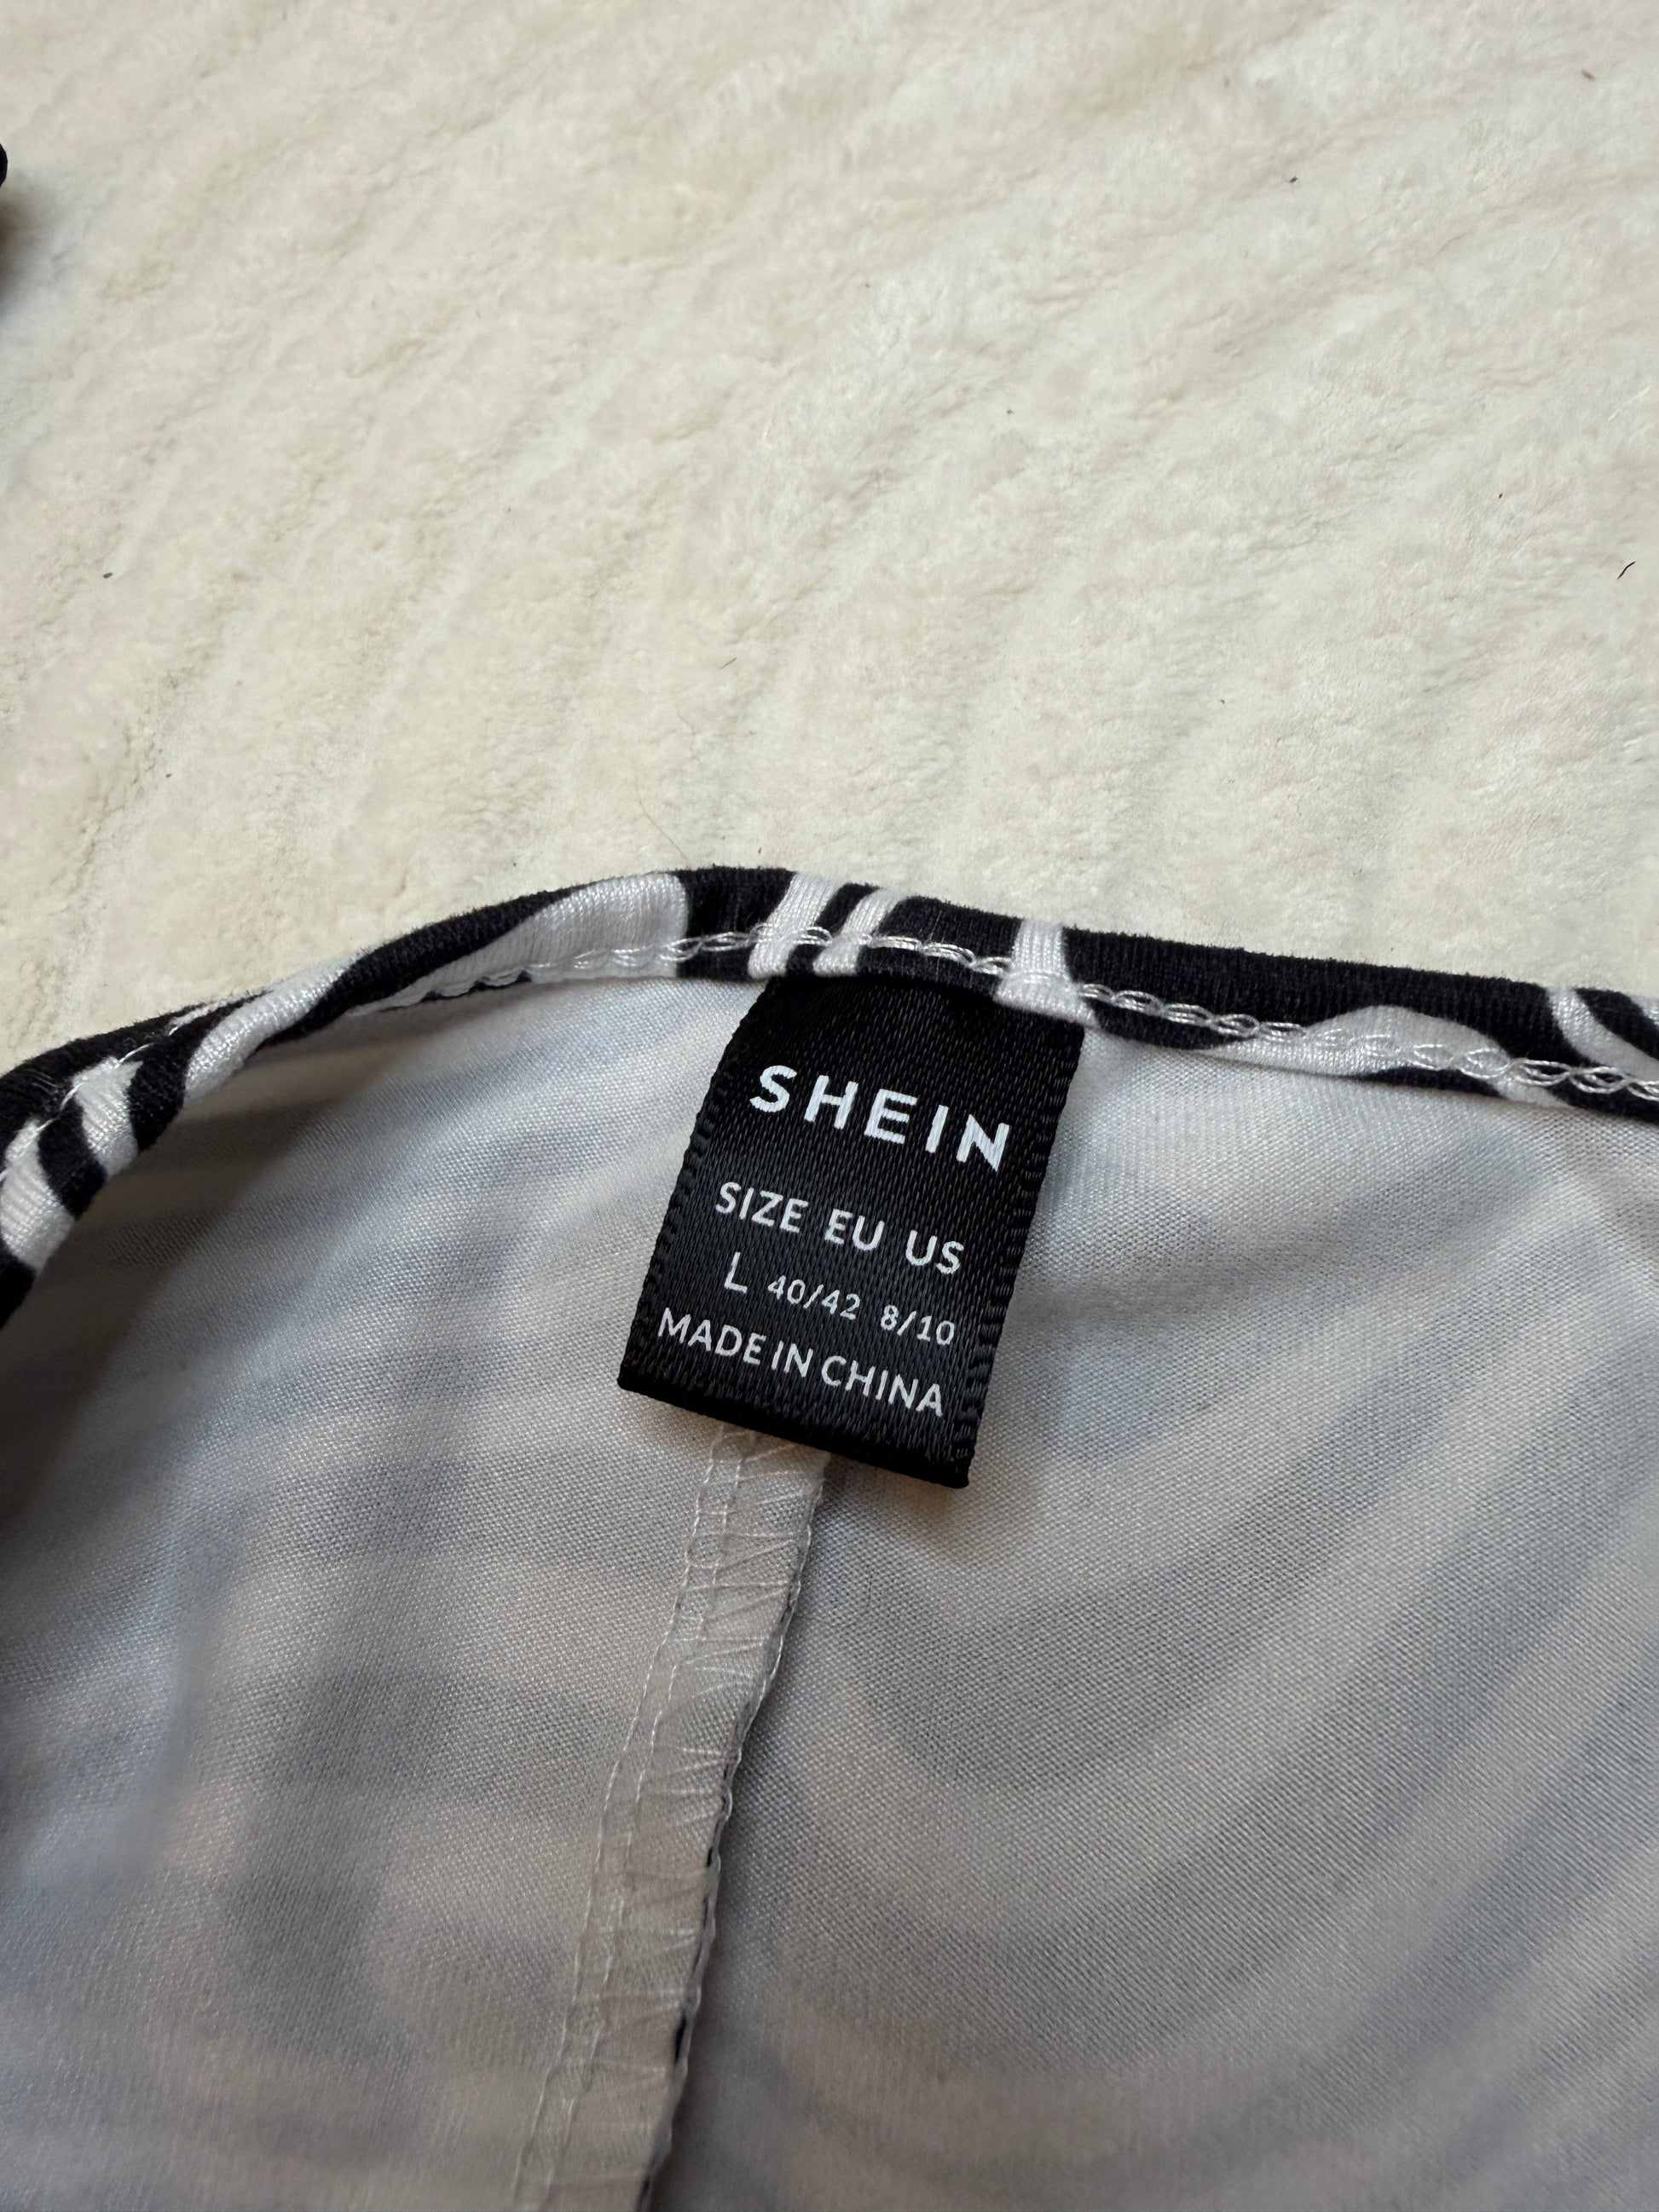 SHEIN
SIZE EU US
L 40/42 8/10
MADE IN CHINA